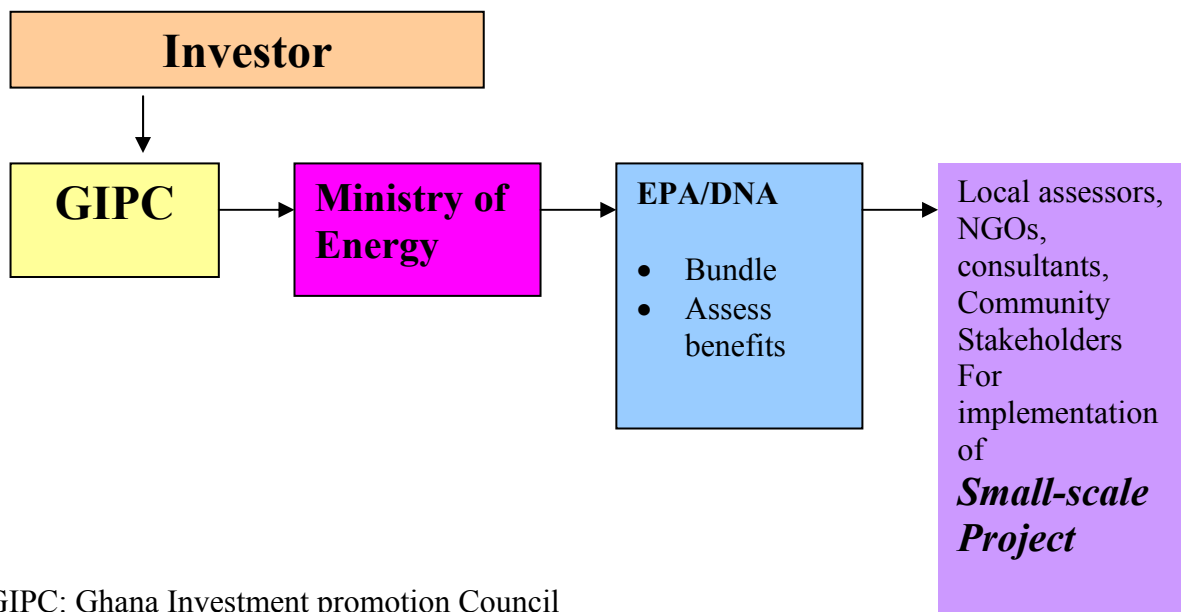 Investor
GIPC
Ministry of
Energy
EPA/DNA
• Bundle
• Assess
benefits
Local assessors,
NGOs,
consultants,
Community
Stakeholders
For
implementation
of
Small-scale
Project
GIPC: Ghana Investment promotion Council